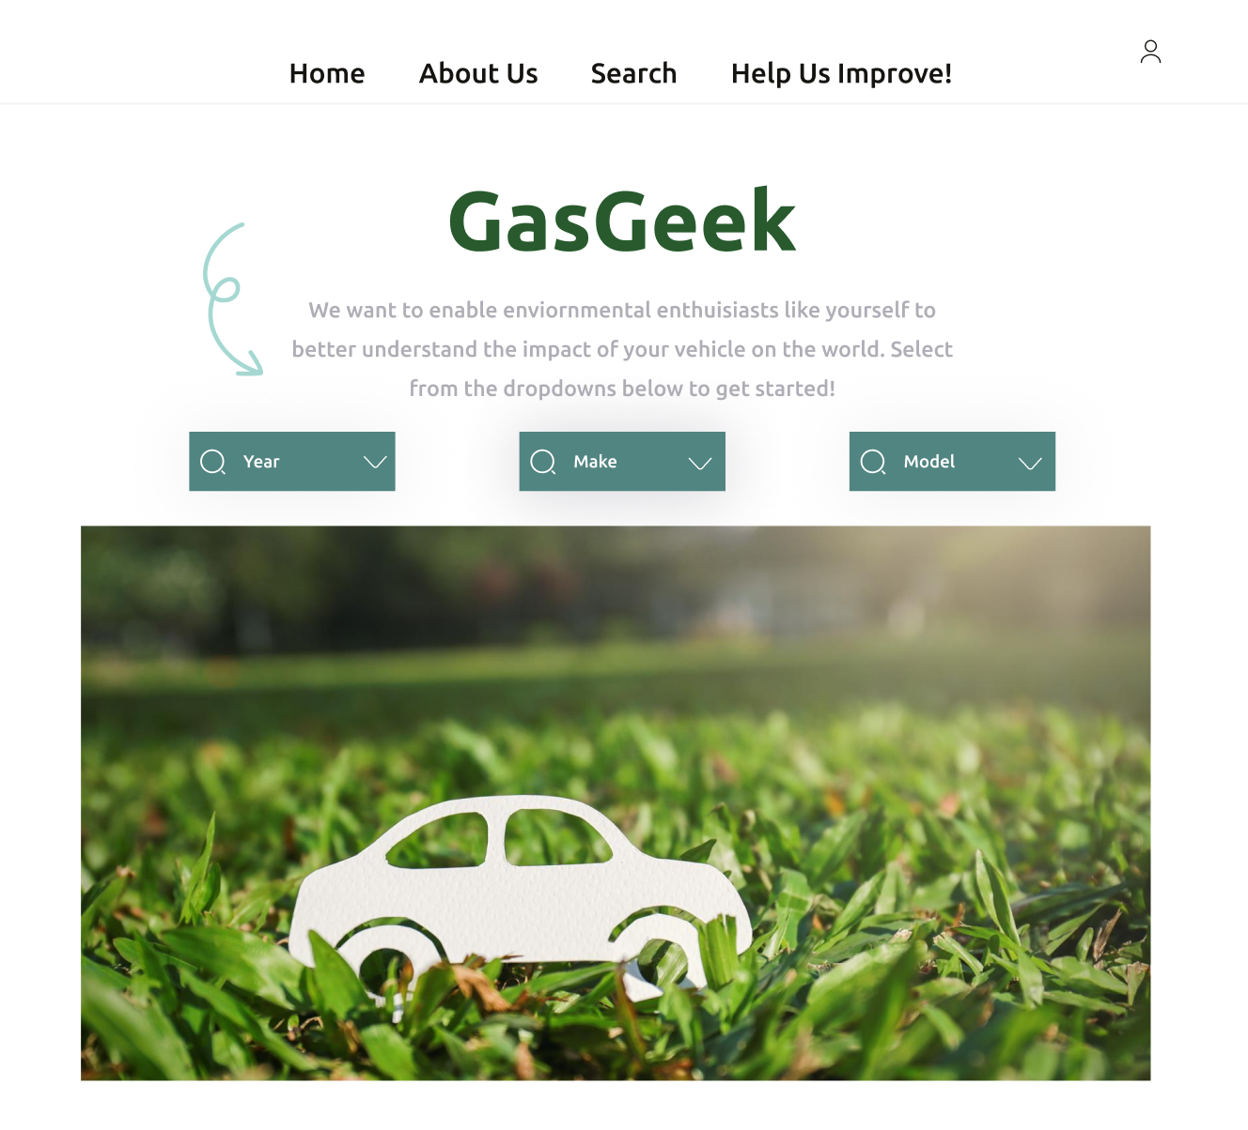 Home About Us Search Help Us Improve!
GasGeek
We want to enable enviornmental enthuisiasts like yourself to
better understand the impact of your vehicle on the world. Select
from the dropdowns below to get started!
Year Make Model